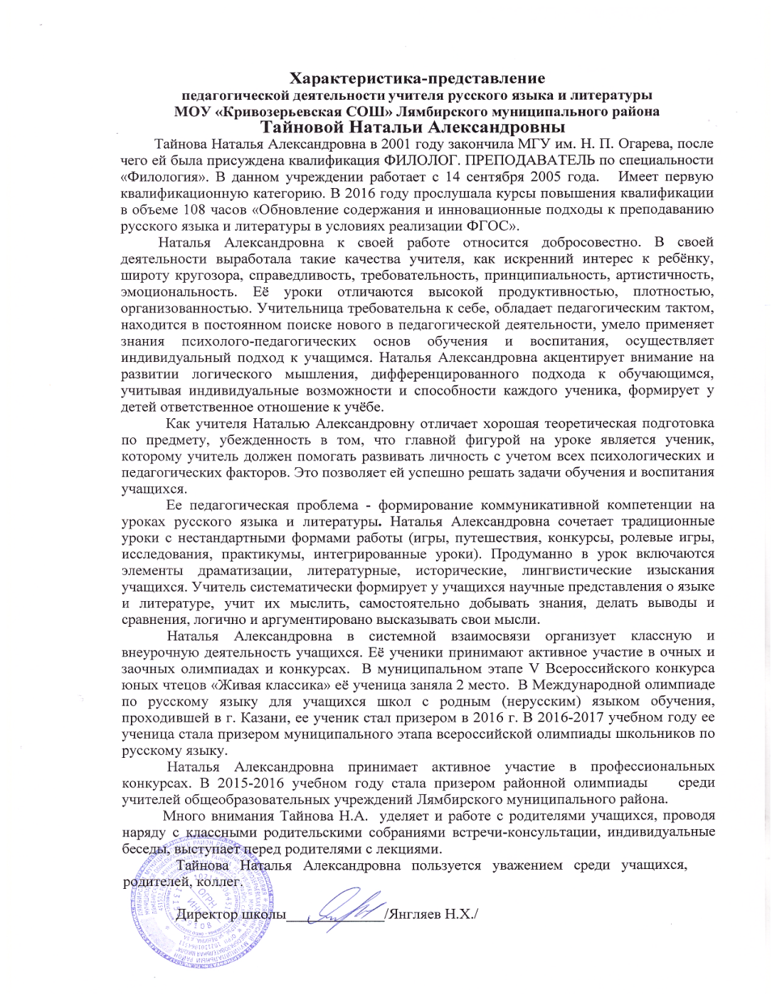 Характеристика-представление
педагогической деятельности учителя русского языка и литературы
МОУ «Кривозерьевская СОШ» Лямбирского муниципального района
Тайновой Натальи Александровны
Тайнова Наталья Александровна в 2001 году закончила МГУ им. Н. П. Огарева, после
чего ей была присуждена квалификация ФИЛОЛОГ. ПРЕПОДАВАТЕЛЬ по специальности
«Филология». В данном учреждении работает с 14 сентября 2005 года. Имеет первую
квалификационную категорию. В 2016 году прослушала курсы повышения квалификации
в объеме 108 часов «Обновление содержания и инновационные подходы к преподаванию
русского языка и литературы в условиях реализации ФГОС».
Наталья Александровна к своей работе относится добросовестно. В своей
деятельности выработала такие качества учителя, как искренний интерес к ребёнку,
широту кругозора, справедливость, требовательность, принципиальность, артистичность,
эмоциональность. Её уроки отличаются высокой продуктивностью, плотностью,
организованностью. Учительница требовательна к себе, обладает педагогическим тактом,
находится в постоянном поиске нового в педагогической деятельности, умело применяет
знания психолого-педагогических основ обучения и воспитания, осуществляет
индивидуальный подход к учащимся. Наталья Александровна акцентирует внимание на
развитии логического мышления, дифференцированного подхода к обучающимся,
учитывая индивидуальные возможности и способности каждого ученика, формирует у
детей ответственное отношение к учёбе.
Как учителя Наталью Александровну отличает хорошая теоретическая подготовка
по предмету, убежденность в том, что главной фигурой на уроке является ученик,
которому учитель должен помогать развивать личность с учетом всех психологических и
педагогических факторов. Это позволяет ей успешно решать задачи обучения и воспитания
учащихся.
Ее педагогическая проблема - формирование коммуникативной компетенции на
уроках русского языка и литературы. Наталья Александровна сочетает традиционные
уроки с нестандартными формами работы (игры, путешествия, конкурсы, ролевые игры,
исследования, практикумы, интегрированные уроки). Продуманно в урок включаются
элементы драматизации, литературные, исторические, лингвистические изыскания
учащихся. Учитель систематически формирует у учащихся научные представления о языке
и литературе, учит их мыслить, самостоятельно добывать знания, делать выводы и
сравнения, логично и аргументировано высказывать свои мысли.
Наталья Александровна в системной взаимосвязи организует классную и
внеурочную деятельность учащихся. Её ученики принимают активное участие в очных и
заочных олимпиадах и конкурсах. В муниципальном этапе V Всероссийского конкурса
юных чтецов «Живая классика» её ученица заняла 2 место. В Международной олимпиаде
по русскому языку для учащихся школ с родным (нерусским) языком обучения,
проходившей в г. Казани, ее ученик стал призером в 2016 г. В 2016-2017 учебном году ее
ученица стала призером муниципального этапа всероссийской олимпиады школьников по
русскому языку.
Наталья Александровна принимает активное участие в профессиональных
конкурсах. В 2015-2016 учебном году стала призером районной олимпиады среди
учителей общеобразовательных учреждений Лямбирского муниципального района.
Много внимания Тайнова Н.А. уделяет и работе с родителями учащихся, проводя
наряду с классными родительскими собраниями встречи-консультации, индивидуальные
беседы, выступает перед родителями с лекциями.
Тайнова Наталья Александровна пользуется уважением среди учащихся,
родителей, коллег.
Директор школы_____________/Янгляев Н.Х./
ОГРН
ИНН